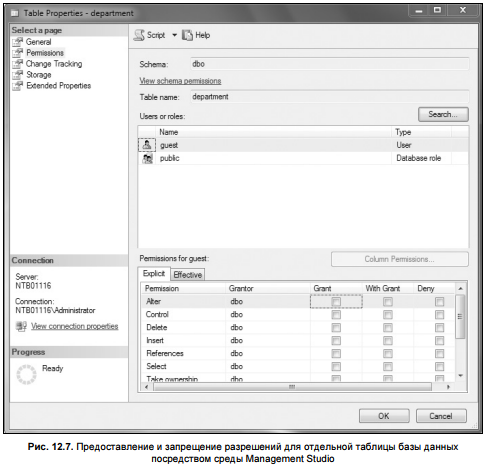 Table Properties - department
Select a page
General
Permissions
Change Tracking
Storage
Extended Properties
Script
Help
Schema: dbo
View schema permissions
Table name: department
Users or roles:
Search...
Name Type
guest User
public Database role
Permissions for guest:
Column Permissions...
Explicit Effective
Permission Grantor Grant With Grant Deny
Alter dbo
Control dbo
Delete dbo
Insert dbo
References dbo
Select dbo
Take ownership dbo
Connection
Server:
NTB01116
Connection:
NTB01116\Administrator
View connection properties
Progress
Ready
OK Cancel
Рис. 12.7. Предоставление и запрещение разрешений для отдельной таблицы базы данных
посредством среды Management Studio